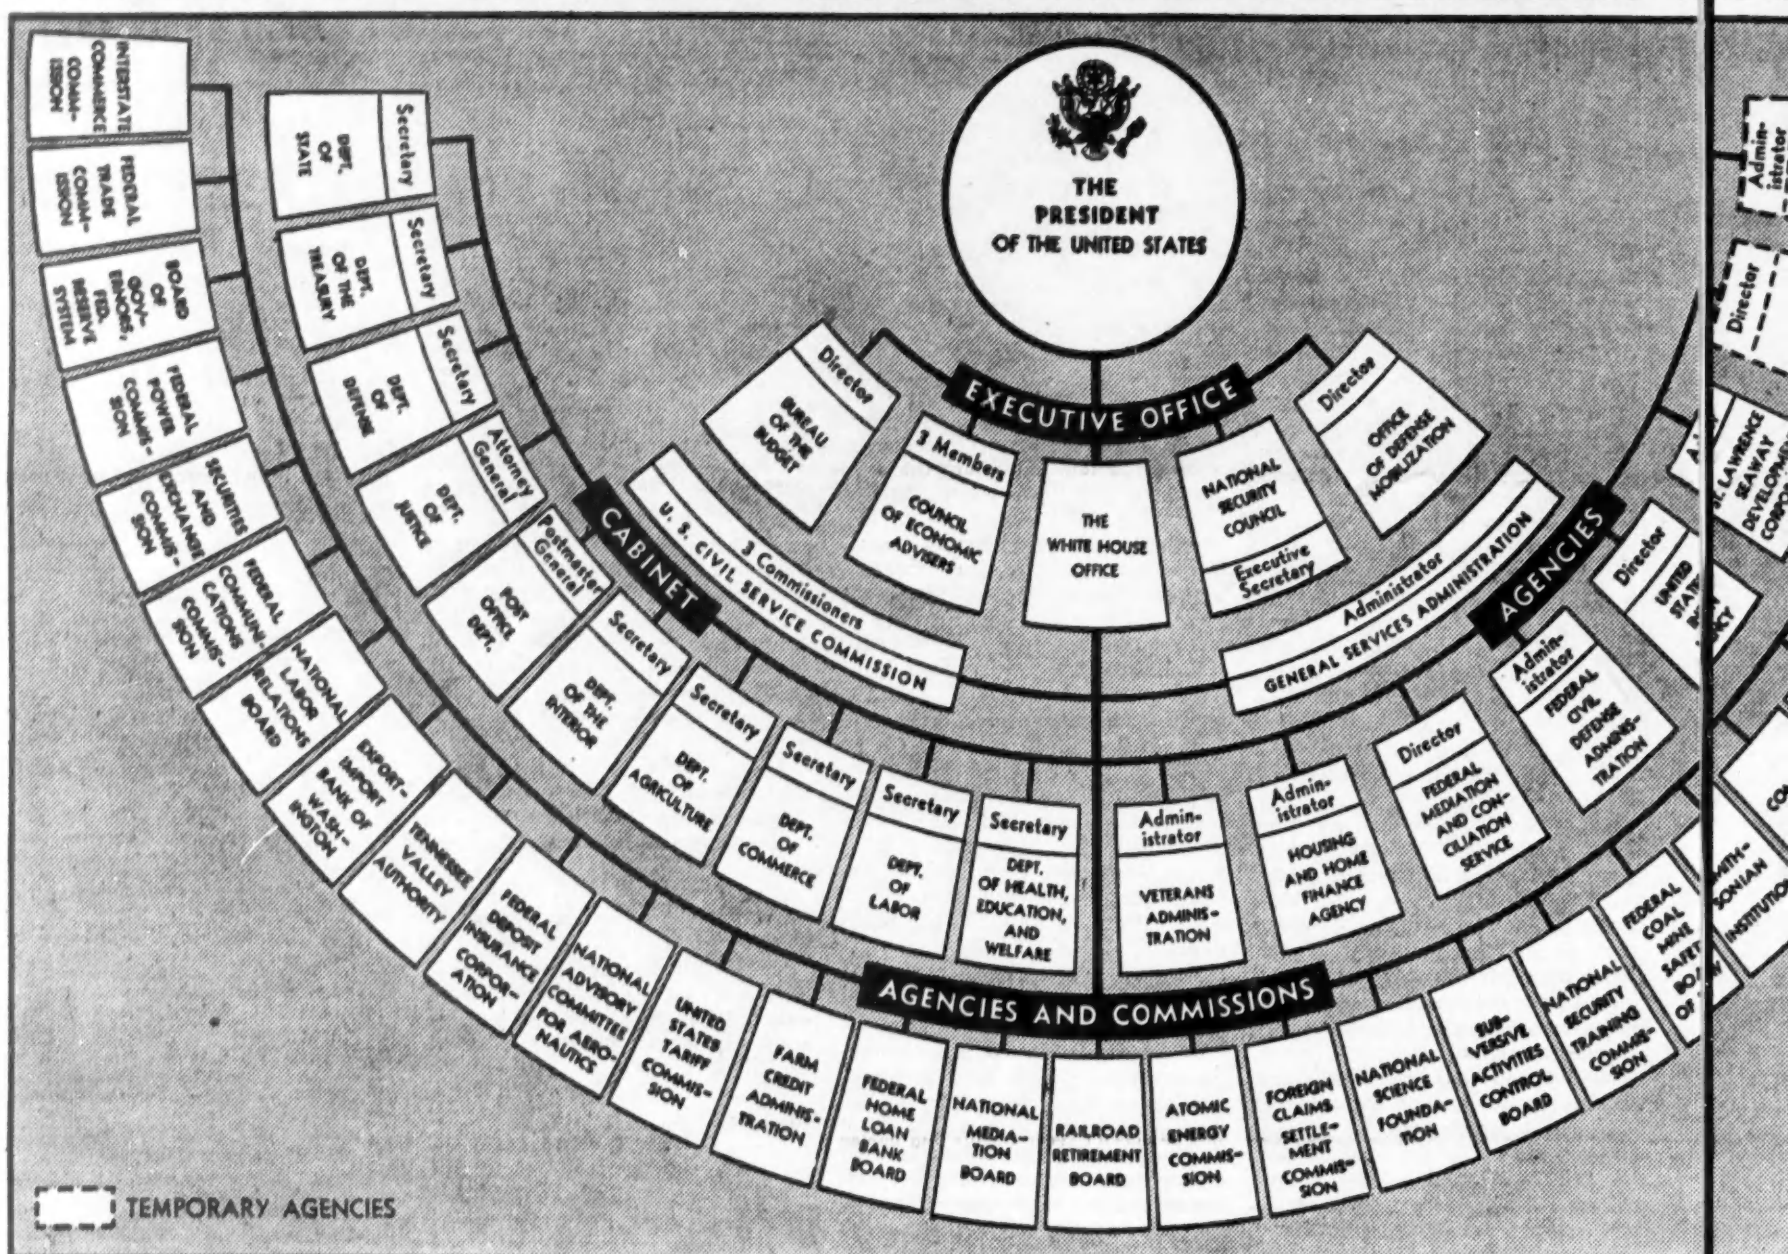 THE
PRESIDENT
OF THE UNITED STATES
EXECUTIVE OFFICE
Director
BUREAU
OF THE
BUDGET
3 Members
COUNCIL
OF ECONOMIC
ADVISERS
THE
WHITE HOUSE
OFFICE
NATIONAL
SECURITY
COUNCIL
Executive
Secretary
Director
OFFICE
OF DEFENSE
MOBILIZATION
3 Commissioners
U. S. CIVIL SERVICE COMMISSION
Administrator
GENERAL SERVICES ADMINISTRATION
CABINET
Secretary
DEPT.
OF
STATE
Secretary
DEPT.
OF THE
TREASURY
Secretary
DEPT.
OF
DEFENSE
Attorney
General
DEPT.
OF
JUSTICE
Postmaster
General
POST
OFFICE
DEPT.
Secretary
DEPT.
OF THE
INTERIOR
Secretary
DEPT.
OF
AGRICULTURE
Secretary
DEPT.
OF
COMMERCE
Secretary
DEPT.
OF
LABOR
Secretary
DEPT.
OF HEALTH,
EDUCATION,
AND
WELFARE
AGENCIES
Admin-
istrator
VETERANS
ADMINIS-
TRATION
Admin-
istrator
HOUSING
AND HOME
FINANCE
AGENCY
Director
FEDERAL
MEDIATION
AND CON-
CILIATION
SERVICE
Admin-
istrator
FEDERAL
CIVIL
DEFENSE
ADMINIS-
TRATION
Director
UNITED
LAWRENCE
SEAWAY
Director
Admin-
istrator
AGENCIES AND COMMISSIONS
INTERSTATE
COMMERCE
COMM-
ISSION
FEDERAL
TRADE
COMM-
ISSION
BOARD
OF
GOV-
ERNORS,
FED.
RESERVE
SYSTEM
FEDERAL
POWER
COMMIS-
SION
SECURITIES
AND
EXCHANGE
COMMIS-
SION
FEDERAL
COMMUNI-
CATIONS
COMMIS-
SION
NATIONAL
LABOR
RELATIONS
BOARD
EXPORT-
IMPORT
BANK OF
WASH-
INGTON
TENNESSEE
VALLEY
AUTHORITY
FEDERAL
DEPOSIT
INSURANCE
CORPOR-
ATION
NATIONAL
ADVISORY
COMMITTEE
FOR AERO-
NAUTICS
UNITED
STATES
TARIFF
COMMIS-
SION
FARM
CREDIT
ADMINIS-
TRATION
FEDERAL
HOME
LOAN
BANK
BOARD
NATIONAL
MEDIA-
TION
BOARD
RAILROAD
RETIREMENT
BOARD
ATOMIC
ENERGY
COMMIS-
SION
FOREIGN
CLAIMS
SETTLE-
MENT
COMMIS-
SION
NATIONAL
SCIENCE
FOUNDA-
TION
SUB-
VERSIVE
ACTIVITIES
CONTROL
BOARD
NATIONAL
SECURITY
TRAINING
COMMIS-
SION
FEDERAL
COAL
MINE
SONIAN
INSTITUTION
TEMPORARY AGENCIES